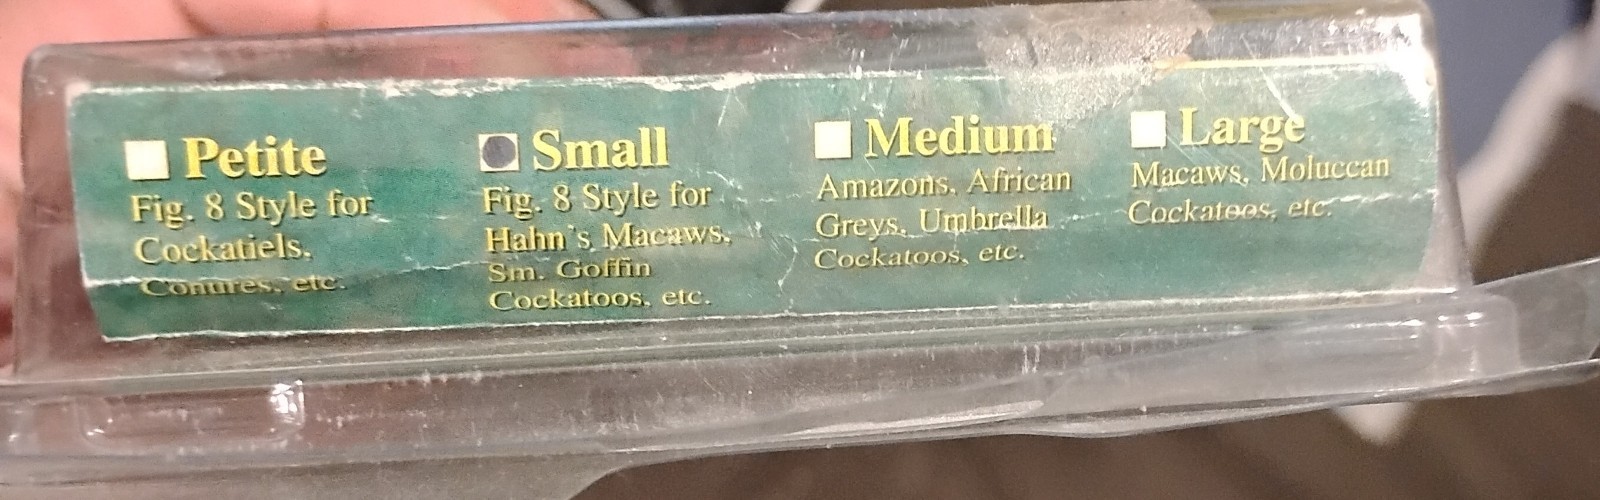 Petite
Fig. 8 Style for
Cockatiels,
Conures, etc.
Small
Fig. 8 Style for
Hahn's Macaws,
Sm. Goffin
Cockatoos, etc.
Medium
Amazons, African
Greys, Umbrella
Cockatoos, etc.
Large
Macaws, Moluccan
Cockatoos, etc.